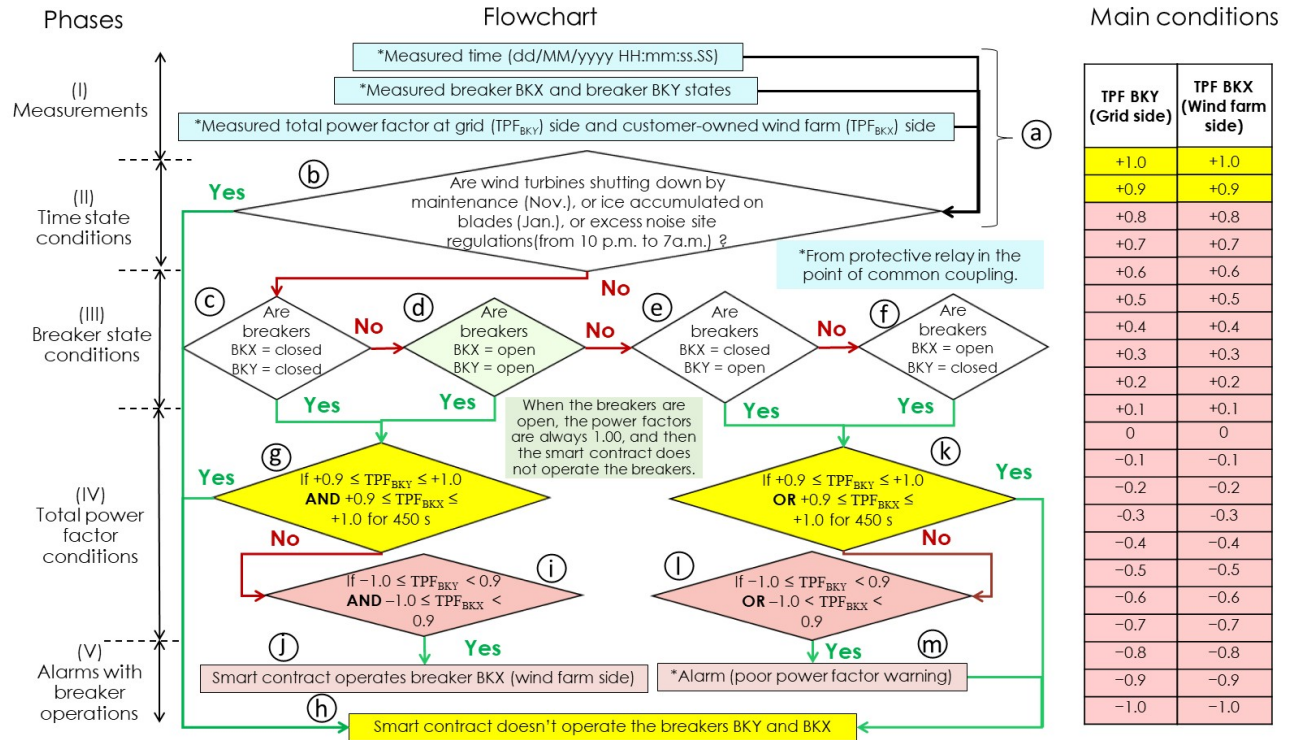 Phases
Flowchart
Main conditions
(I)
Measurements
*Measured time (dd/MM/yyyy HH:mm:ss.SS)
*Measured breaker BKX and breaker BKY states
*Measured total power factor at grid (TPFBKY) side and customer-owned wind farm (TPFBKX) side
a
(II)
Time state
conditions
b
Yes
Are wind turbines shutting down by
maintenance (Nov.), or ice accumulated on
blades (Jan.), or excess noise site
regulations(from 10 p.m. to 7a.m.) ?
No
*From protective relay in the
point of common coupling.
(III)
Breaker state
conditions
c
Are
breakers
BKX = closed
BKY = closed
No
d
Are
breakers
BKX = open
BKY = open
No
e
Are
breakers
BKX = closed
BKY = open
No
f
Are
breakers
BKX = open
BKY = closed
Yes
Yes
Yes
Yes
When the breakers are
open, the power factors
are always 1.00, and then
the smart contract does
not operate the breakers.
(IV)
Total power
factor
conditions
Yes
g
If +0.9 ≤ TPFBKY ≤ +1.0
AND +0.9 ≤ TPFBKX ≤
+1.0 for 450 s
No
k
If +0.9 ≤ TPFBKY ≤ +1.0
OR +0.9 ≤ TPFBKX ≤
+1.0 for 450 s
Yes
No
i
If −1.0 ≤ TPFBKY < 0.9
AND −1.0 ≤ TPFBKX <
0.9
Yes
l
If −1.0 ≤ TPFBKY < 0.9
OR −1.0 < TPFBKX <
0.9
Yes
(V)
Alarms with
breaker
operations
j
Smart contract operates breaker BKX (wind farm side)
m
*Alarm (poor power factor warning)
h
Smart contract doesn't operate the breakers BKY and BKX
TPF BKY
(Grid side)
TPF BKX
(Wind farm
side)
+1.0 +1.0
+0.9 +0.9
+0.8 +0.8
+0.7 +0.7
+0.6 +0.6
+0.5 +0.5
+0.4 +0.4
+0.3 +0.3
+0.2 +0.2
+0.1 +0.1
0 0
−0.1 −0.1
−0.2 −0.2
-0.3 -0.3
−0.4 −0.4
−0.5 −0.5
−0.6 −0.6
−0.7 −0.7
−0.8 −0.8
−0.9 −0.9
−1.0 −1.0